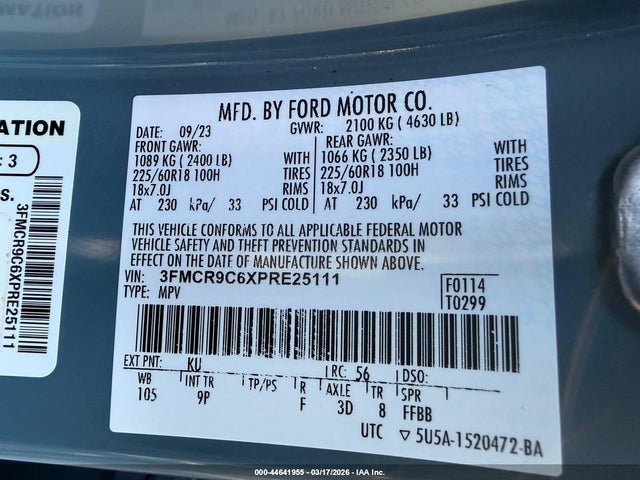 MFD. BY FORD MOTOR CO.
DATE: 09/23 GVWR: 2100 KG ( 4630 LB)
FRONT GAWR: REAR GAWR:
1089 KG ( 2400 LB) WITH 1066 KG ( 2350 LB) WITH
225/60R18 100H TIRES 225/60R18 100H TIRES
18x7.0J RIMS 18x7.0J RIMS
AT 230 kPa/ 33 PSI COLD AT 230 kPa/ 33 PSI COLD
THIS VEHICLE CONFORMS TO ALL APPLICABLE FEDERAL MOTOR
VEHICLE SAFETY AND THEFT PREVENTION STANDARDS IN
EFFECT ON THE DATE OF MANUFACTURE SHOWN ABOVE.
VIN: 3FMCR9C6XPRE25111
TYPE: MPV
F0114
T0299
EXT PNT: KU RC: 56 DSO:
WB INT TR TP/PS R AXLE TR SPR
105 9P F 3D 8 FFBB
UTC ▽ 5U5A-1520472-BA
ATION
: 3
S.
3FMCR9C6XPRE25111
000-44641955 - 03/17/2026 - IAA Inc.